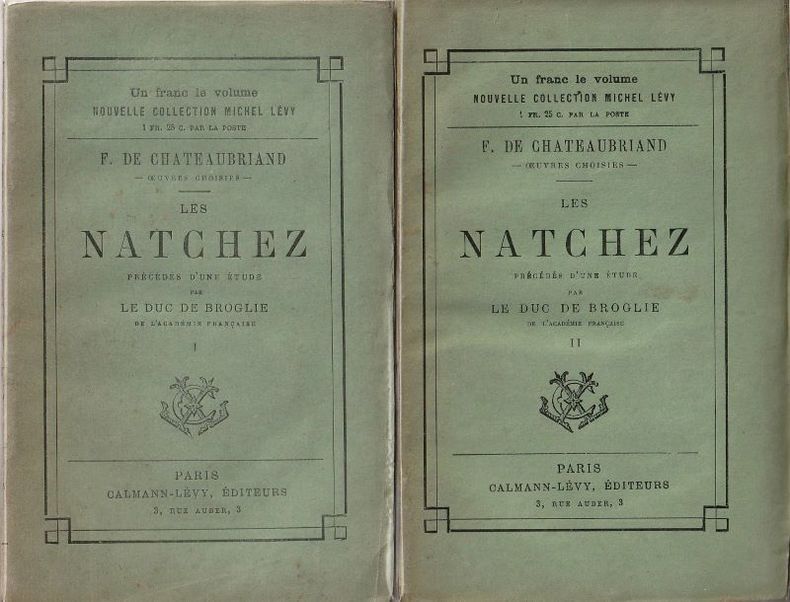 Un franc le volume
NOUVELLE COLLECTION MICHEL LÉVY
1 FR. 25 C. PAR LA POSTE
F. DE CHATEAUBRIAND
— ŒUVRES CHOISIES —
LES
NATCHEZ
PRÉCÉDÉS D'UNE ÉTUDE
PAR
LE DUC DE BROGLIE
DE L'ACADÉMIE FRANÇAISE
I
PARIS
CALMANN-LÉVY, ÉDITEURS
3, RUE AUBER, 3
Un franc le volume
NOUVELLE COLLECTION MICHEL LÉVY
1 FR. 25 C. PAR LA POSTE
F. DE CHATEAUBRIAND
— ŒUVRES CHOISIES —
LES
NATCHEZ
PRÉCÉDÉS D'UNE ÉTUDE
PAR
LE DUC DE BROGLIE
DE L'ACADÉMIE FRANÇAISE
II
PARIS
CALMANN-LÉVY, ÉDITEURS
3, RUE AUBER, 3